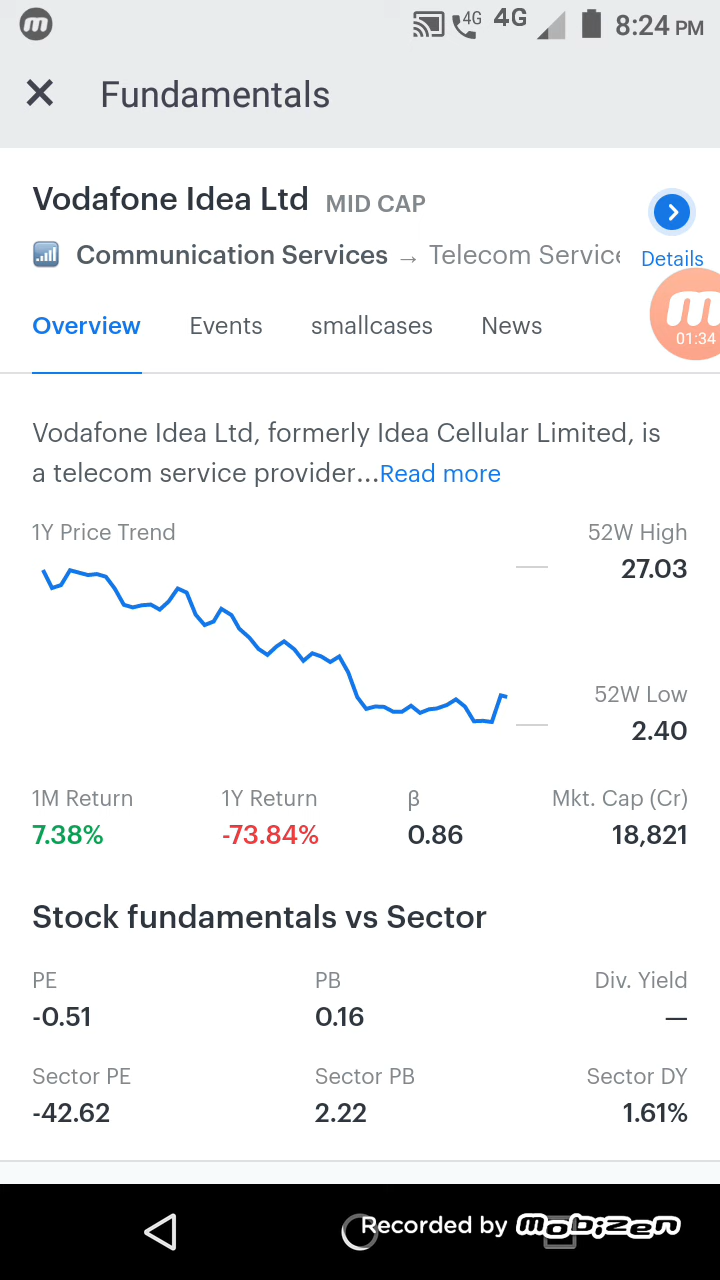 4G 4G 8:24 PM
Fundamentals
Vodafone Idea Ltd MID CAP
Communication Services → Telecom Service
Details
Overview Events smallcases News
01:34
Vodafone Idea Ltd, formerly Idea Cellular Limited, is
a telecom service provider...Read more
1Y Price Trend 52W High
27.03
52W Low
2.40
1M Return 1Y Return β Mkt. Cap (Cr)
7.38% -73.84% 0.86 18,821
Stock fundamentals vs Sector
PE PB Div. Yield
-0.51 0.16 —
Sector PE Sector PB Sector DY
-42.62 2.22 1.61%
Recorded by mobizen